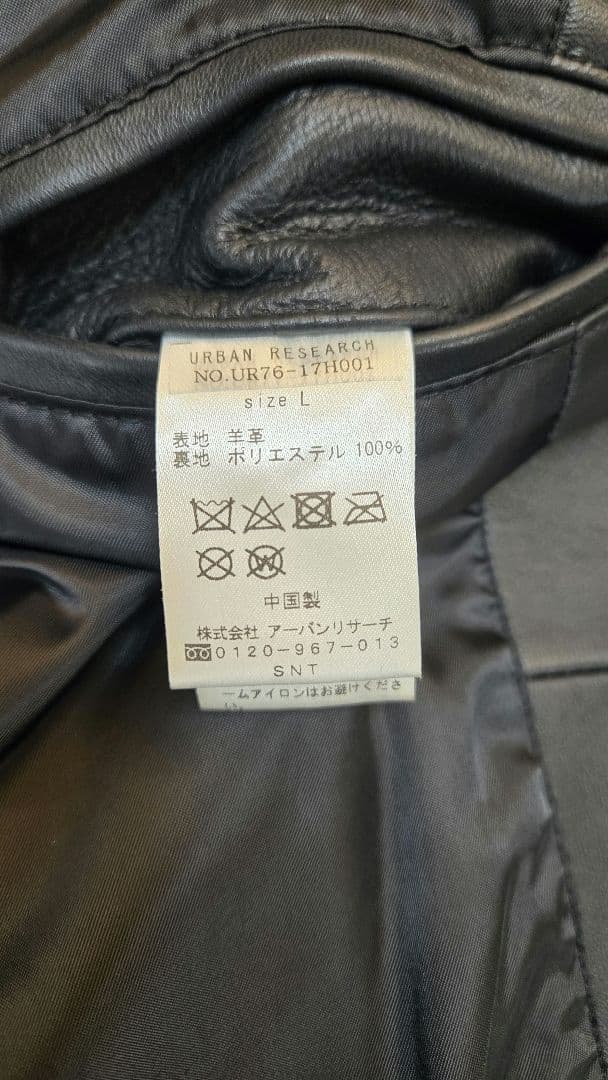 URBAN RESEARCH
NO.UR76-17H001
size L
表地 羊革
裏地 ポリエステル 100%
W
中国製
株式会社 アーバンリサーチ
0120-967-013
SNT
ームアイロンはお避けくださ
い。